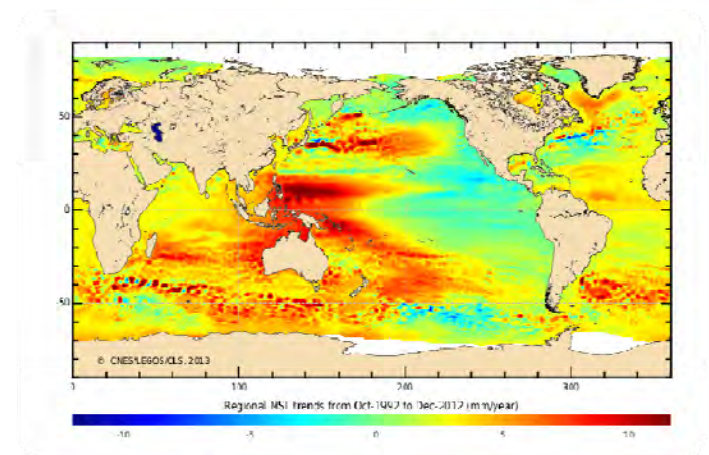 50
0
-50
© CNES/LEGOS/CLS, 2013
0 100 200 300
Regional MSL trends from Oct-1992 to Dec-2012 (mm/year)
-10 -5 0 5 10